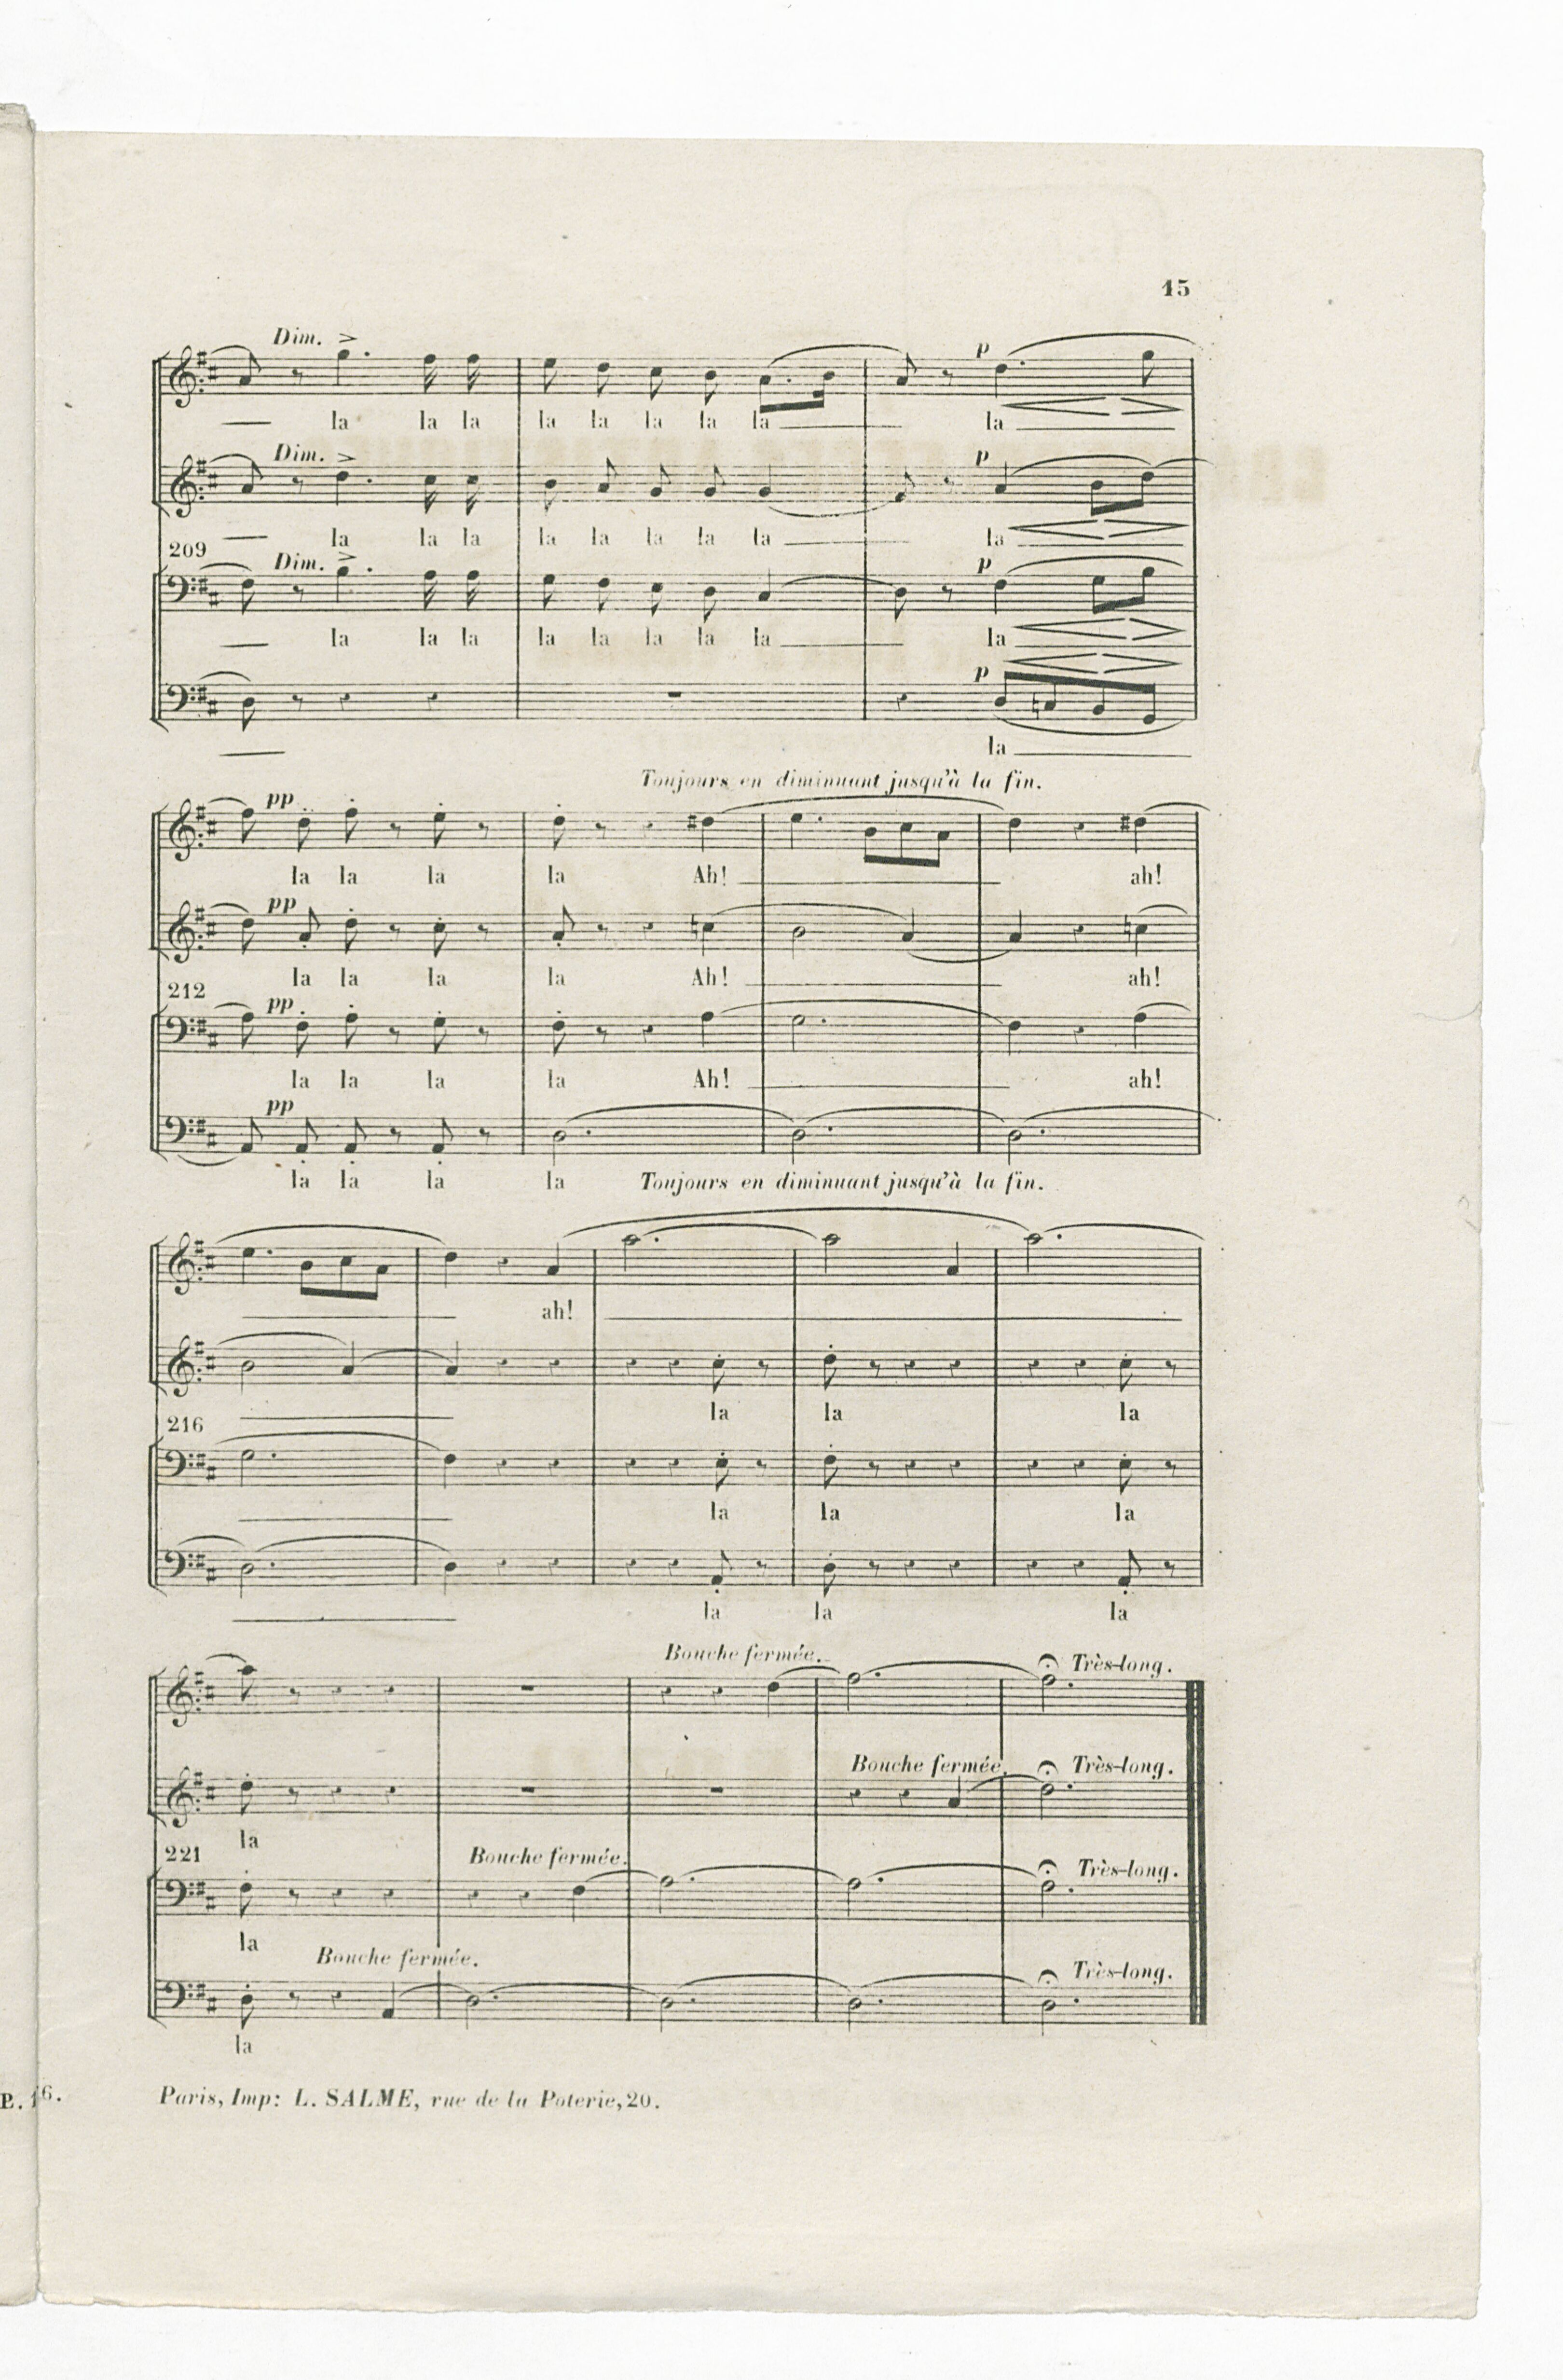 15
Dim.
p
la la la la la la la la la
Dim.
p
la la la la la la la la la
209
Dim.
p
la la la la la la la la la
p
la
Toujours en diminuant jusqu'à la fin.
pp
la la la la Ah! ah!
pp
la la la la Ah! ah!
212
pp
la la la la Ah! ah!
pp
la la la la Toujours en diminuant jusqu'à la fin.
ah!
la la la
216
la la la
la la la
Bouche fermée. Très-long.
Bouche fermée. Très-long.
la
221
Bouche fermée. Très-long.
la
Bouche fermée. Très-long.
la
P. 16. Paris, Imp: L. SALME, rue de la Poterie, 20.